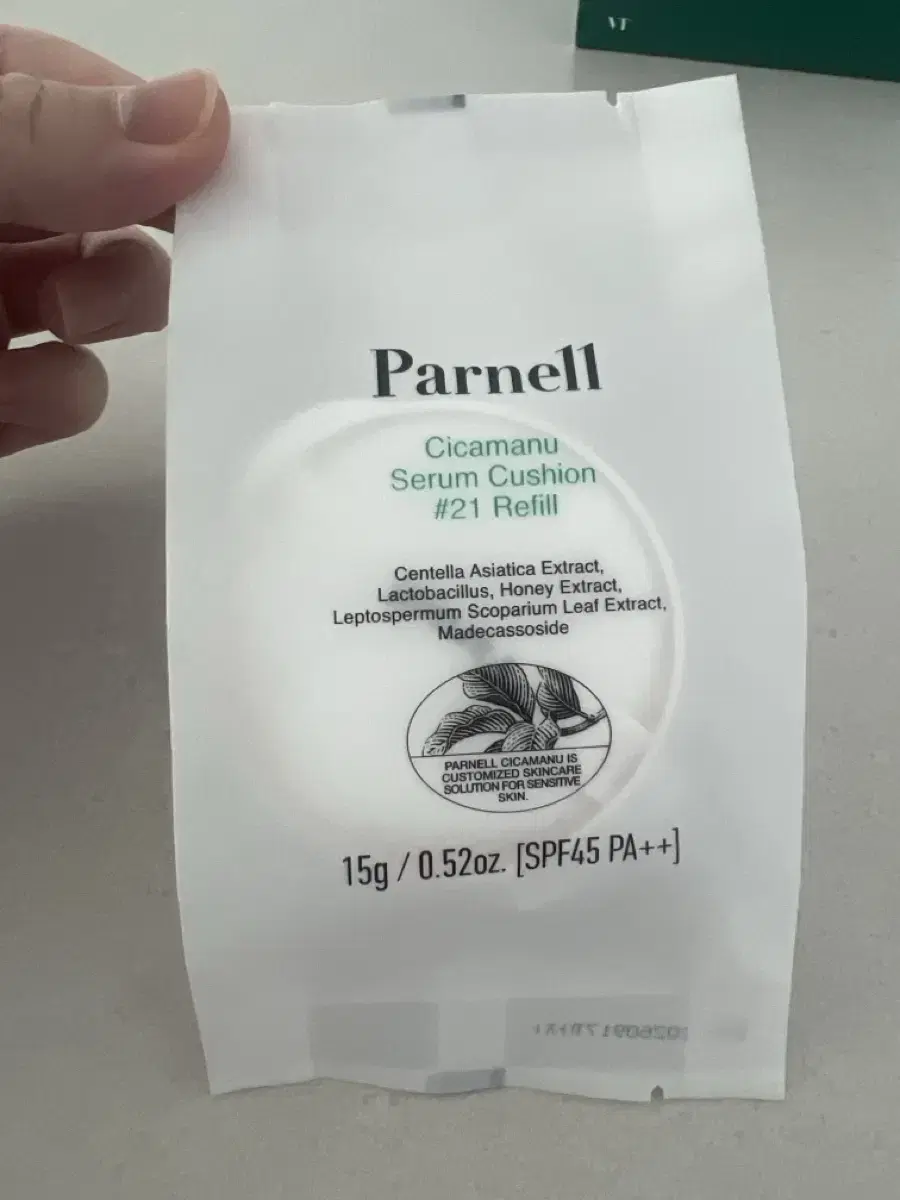 VT
Parnell
Cicamanu
Serum Cushion
#21 Refill
Centella Asiatica Extract,
Lactobacillus, Honey Extract,
Leptospermum Scoparium Leaf Extract,
Madecassoside
PARNELL CICAMANU IS
CUSTOMIZED SKINCARE
SOLUTION FOR SENSITIVE
SKIN.
15g / 0.52oz. [SPF45 PA++]